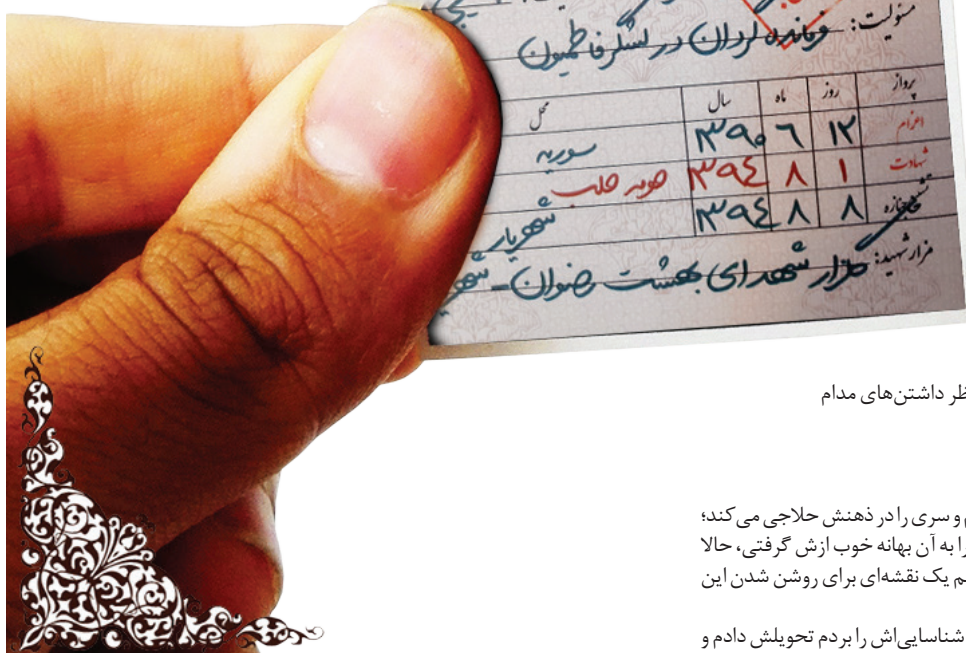 مسئولیت: فرمانده گردان در لشگر فاطمیون
پرواز روز ماه سال محل
اعزام ۱۲ ۶ ۱۳۹۰ سوریه
شهادت ۱ ۸ ۱۳۹٤ حومه حلب
تشییع جنازه ۸ ۸ ۱۳۹٤ شهریار
مزار شهید: گلزار شهدای بهشت رضوان-
ظر داشتن‌های مدام
م و سری را در ذهنش حلاجی می‌کند؛
را به آن بهانه خوب ازش گرفتی، حالا
م یک نقشه‌ای برای روشن شدن این
شناسایی‌اش را بردم تحویلش دادم و